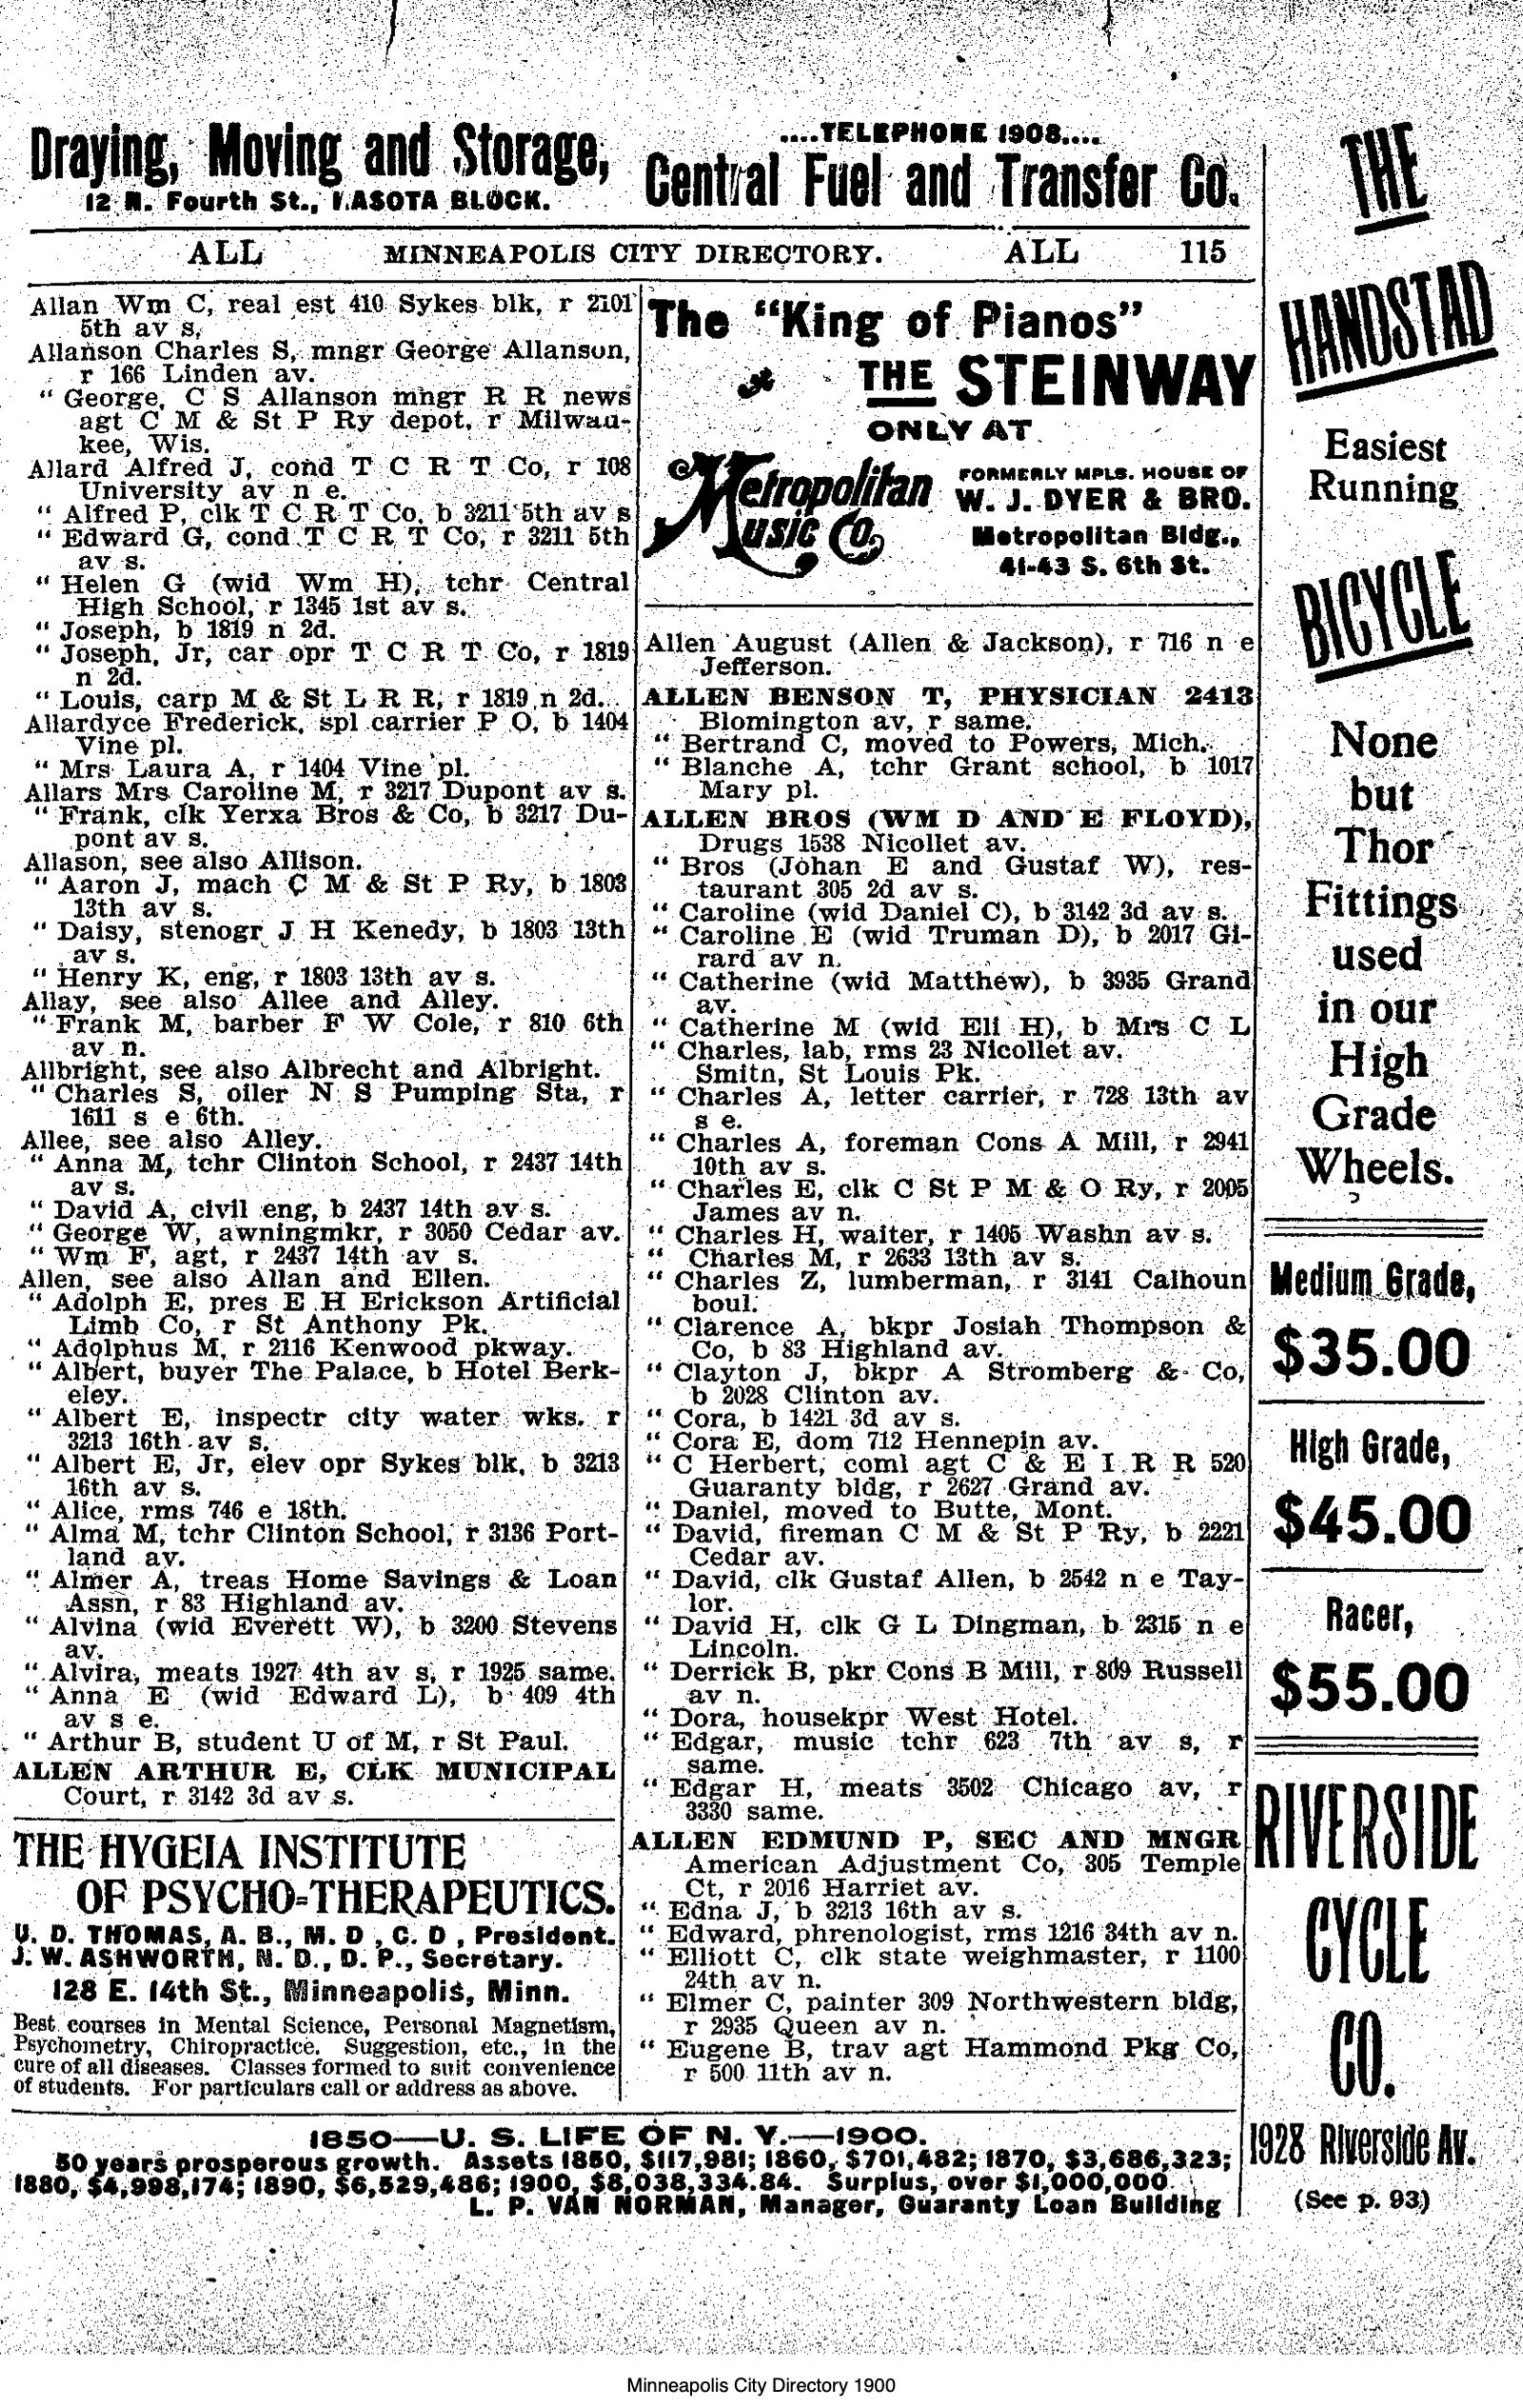 Draying, Moving and Storage,
12 N. Fourth St., KASOTA BLOCK.
....TELEPHONE 1908....
Central Fuel and Transfer Co.
ALL MINNEAPOLIS CITY DIRECTORY. ALL 115
Allan Wm C, real est 410 Sykes blk, r 2101
5th av s,
Allanson Charles S, mngr George Allanson,
r 166 Linden av.
" George, C S Allanson mngr R R news
agt C M & St P Ry depot, r Milwau-
kee, Wis.
Allard Alfred J, cond T C R T Co, r 108
University av n e.
" Alfred P, clk T C R T Co, b 3211 5th av s
" Edward G, cond T C R T Co, r 3211 5th
av s.
" Helen G (wid Wm H), tchr Central
High School, r 1345 1st av s.
" Joseph, b 1819 n 2d.
" Joseph, Jr, car opr T C R T Co, r 1819
n 2d.
" Louis, carp M & St L R R, r 1819 n 2d.
Allardyce Frederick, spl carrier P O, b 1404
Vine pl.
" Mrs Laura A, r 1404 Vine pl.
Allars Mrs Caroline M, r 3217 Dupont av s.
" Frank, clk Yerxa Bros & Co, b 3217 Du-
pont av s.
Allason, see also Allison.
" Aaron J, mach C M & St P Ry, b 1803
13th av s.
" Daisy, stenogr J H Kenedy, b 1803 13th
av s.
" Henry K, eng, r 1803 13th av s.
Allay, see also Allee and Alley.
" Frank M, barber F W Cole, r 810 6th
av n.
Allbright, see also Albrecht and Albright.
" Charles S, oiler N S Pumping Sta, r
1611 s e 6th.
Allee, see also Alley.
" Anna M, tchr Clinton School, r 2437 14th
av s.
" David A, civil eng, b 2437 14th av s.
" George W, awningmkr, r 3050 Cedar av.
" Wm F, agt, r 2437 14th av s.
Allen, see also Allan and Ellen.
" Adolph E, pres E H Erickson Artificial
Limb Co, r St Anthony Pk.
" Adolphus M, r 2116 Kenwood pkway.
" Albert, buyer The Palace, b Hotel Berk-
eley.
" Albert E, inspectr city water wks. r
3213 16th av s.
" Albert E, Jr, elev opr Sykes blk, b 3213
16th av s.
" Alice, rms 746 e 18th.
" Alma M, tchr Clinton School, r 3136 Port-
land av.
" Almer A, treas Home Savings & Loan
Assn, r 83 Highland av.
" Alvina (wid Everett W), b 3200 Stevens
av.
" Alvira, meats 1927 4th av s, r 1925 same.
" Anna E (wid Edward L), b 409 4th
av s e.
" Arthur B, student U of M, r St Paul.
ALLEN ARTHUR E, CLK MUNICIPAL
Court, r 3142 3d av s.
THE HYGEIA INSTITUTE
OF PSYCHO-THERAPEUTICS.
U. D. THOMAS, A. B., M. D , C. D , President.
J. W. ASHWORTH, N. D., D. P., Secretary.
128 E. 14th St., Minneapolis, Minn.
Best courses in Mental Science, Personal Magnetism,
Psychometry, Chiropractice. Suggestion, etc., in the
cure of all diseases. Classes formed to suit convenience
of students. For particulars call or address as above.
The "King of Pianos"
THE STEINWAY
ONLY AT
Metropolitan
Music Co,
FORMERLY MPLS. HOUSE OF
W. J. DYER & BRO.
Metropolitan Bldg.,
41-43 S. 6th St.
Allen August (Allen & Jackson), r 716 n e
Jefferson.
ALLEN BENSON T, PHYSICIAN 2413
Blomington av, r same.
" Bertrand C, moved to Powers, Mich.
" Blanche A, tchr Grant school, b 1017
Mary pl.
ALLEN BROS (WM D AND E FLOYD),
Drugs 1538 Nicollet av.
" Bros (Johan E and Gustaf W), res-
taurant 305 2d av s.
" Caroline (wid Daniel C), b 3142 3d av s.
" Caroline E (wid Truman D), b 2017 Gi-
rard av n.
" Catherine (wid Matthew), b 3935 Grand
av.
" Catherine M (wid Eli H), b Mrs C L
" Charles, lab, rms 23 Nicollet av.
Smitn, St Louis Pk.
" Charles A, letter carrier, r 728 13th av
s e.
" Charles A, foreman Cons A Mill, r 2941
10th av s.
" Charles E, clk C St P M & O Ry, r 2005
James av n.
" Charles H, waiter, r 1405 Washn av s.
" Charles M, r 2633 13th av s.
" Charles Z, lumberman, r 3141 Calhoun
boul.
" Clarence A, bkpr Josiah Thompson &
Co, b 83 Highland av.
" Clayton J, bkpr A Stromberg & Co,
b 2028 Clinton av.
" Cora, b 1421 3d av s.
" Cora E, dom 712 Hennepin av.
" C Herbert, coml agt C & E I R R 520
Guaranty bldg, r 2627 Grand av.
" Daniel, moved to Butte, Mont.
" David, fireman C M & St P Ry, b 2221
Cedar av.
" David, clk Gustaf Allen, b 2542 n e Tay-
lor.
" David H, clk G L Dingman, b 2315 n e
Lincoln.
" Derrick B, pkr Cons B Mill, r 809 Russell
av n.
" Dora, housekpr West Hotel.
" Edgar, music tchr 623 7th av s, r
same.
" Edgar H, meats 3502 Chicago av, r
3330 same.
ALLEN EDMUND P, SEC AND MNGR
American Adjustment Co, 305 Temple
Ct, r 2016 Harriet av.
" Edna J, b 3213 16th av s.
" Edward, phrenologist, rms 1216 34th av n.
" Elliott C, clk state weighmaster, r 1100
24th av n.
" Elmer C, painter 309 Northwestern bldg,
r 2935 Queen av n.
" Eugene B, trav agt Hammond Pkg Co,
r 500 11th av n.
THE
HANDSTAD
Easiest
Running
BICYCLE
None
but
Thor
Fittings
used
in our
High
Grade
Wheels.
Medium Grade,
$35.00
High Grade,
$45.00
Racer,
$55.00
RIVERSIDE
CYCLE
CO.
1928 Riverside Av.
(See p. 93)
1850—U. S. LIFE OF N. Y.—1900.
50 years prosperous growth. Assets 1850, $117,981; 1860, $701,482; 1870, $3,686,323;
1880, $4,998,174; 1890, $6,529,486; 1900, $8,038,334.84. Surplus, over $1,000,000.
L. P. VAN NORMAN, Manager, Guaranty Loan Building
Minneapolis City Directory 1900